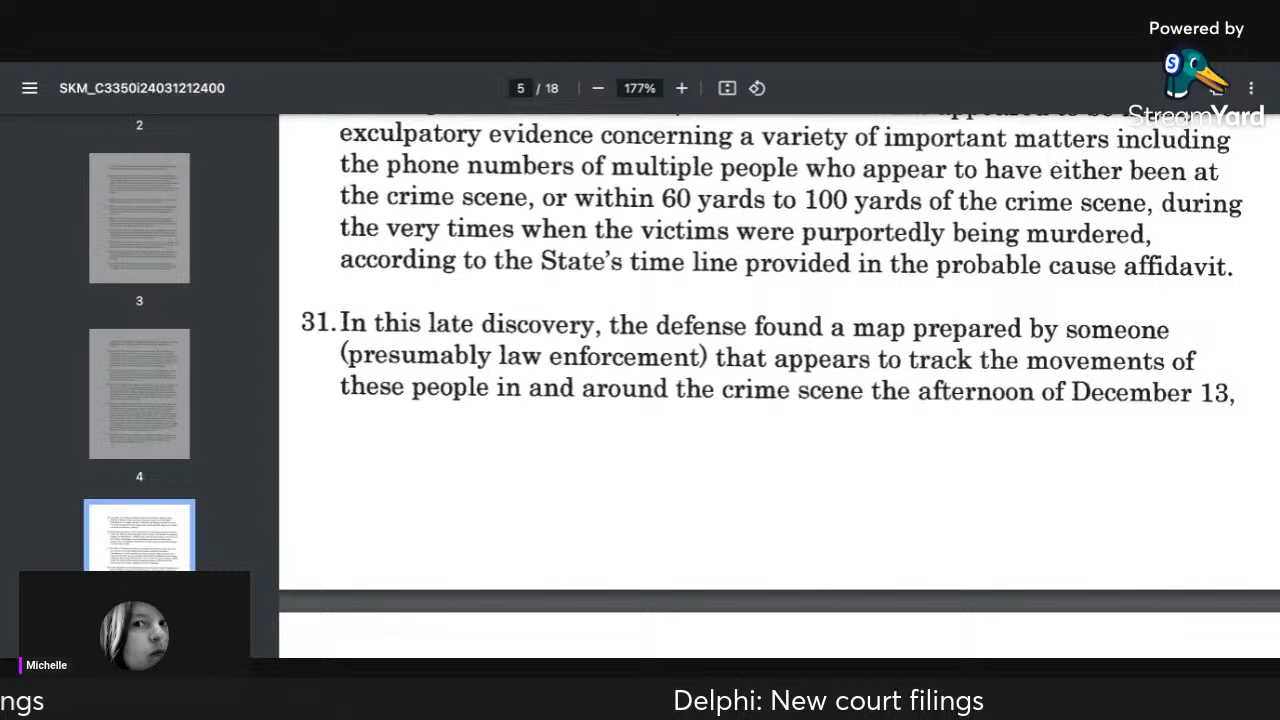 Powered by
StreamYard
SKM_C3350i24031212400
5 / 18
177%
2
3
4
exculpatory evidence concerning a variety of important matters including
the phone numbers of multiple people who appear to have either been at
the crime scene, or within 60 yards to 100 yards of the crime scene, during
the very times when the victims were purportedly being murdered,
according to the State's time line provided in the probable cause affidavit.
31. In this late discovery, the defense found a map prepared by someone
(presumably law enforcement) that appears to track the movements of
these people in and around the crime scene the afternoon of December 13,
Michelle
ngs
Delphi: New court filings